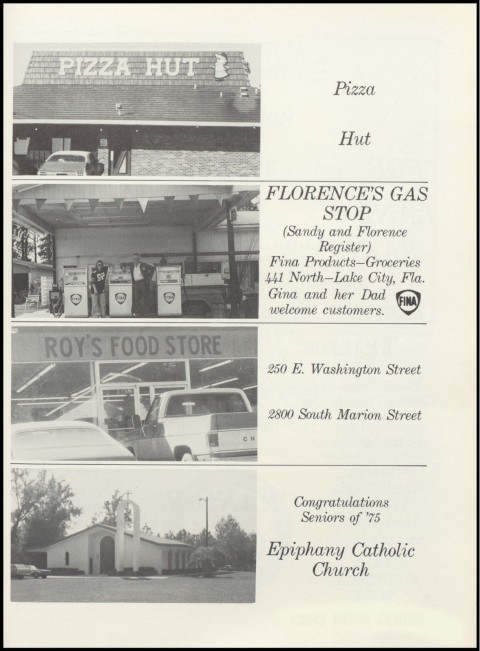 PIZZA HUT
Pizza
Hut
FLORENCE'S GAS
STOP
(Sandy and Florence
Register)
Fina Products—Groceries
441 North—Lake City, Fla.
Gina and her Dad
welcome customers.
FINA
ROY'S FOOD STORE
250 E. Washington Street
2800 South Marion Street
Congratulations
Seniors of '75
Epiphany Catholic
Church